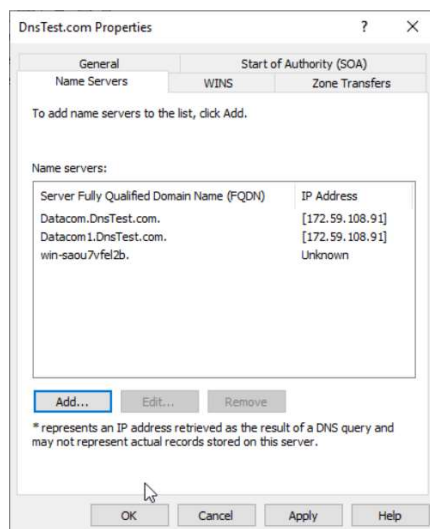 DnsTest.com Properties
?
General
Start of Authority (SOA)
Name Servers
WINS
Zone Transfers
To add name servers to the list, click Add.
Name servers:
Server Fully Qualified Domain Name (FQDN) IP Address
Datacom.DnsTest.com. [172.59.108.91]
Datacom1.DnsTest.com. [172.59.108.91]
win-saou7vfel2b. Unknown
Add... Edit... Remove
* represents an IP address retrieved as the result of a DNS query and
may not represent actual records stored on this server.
OK Cancel Apply Help